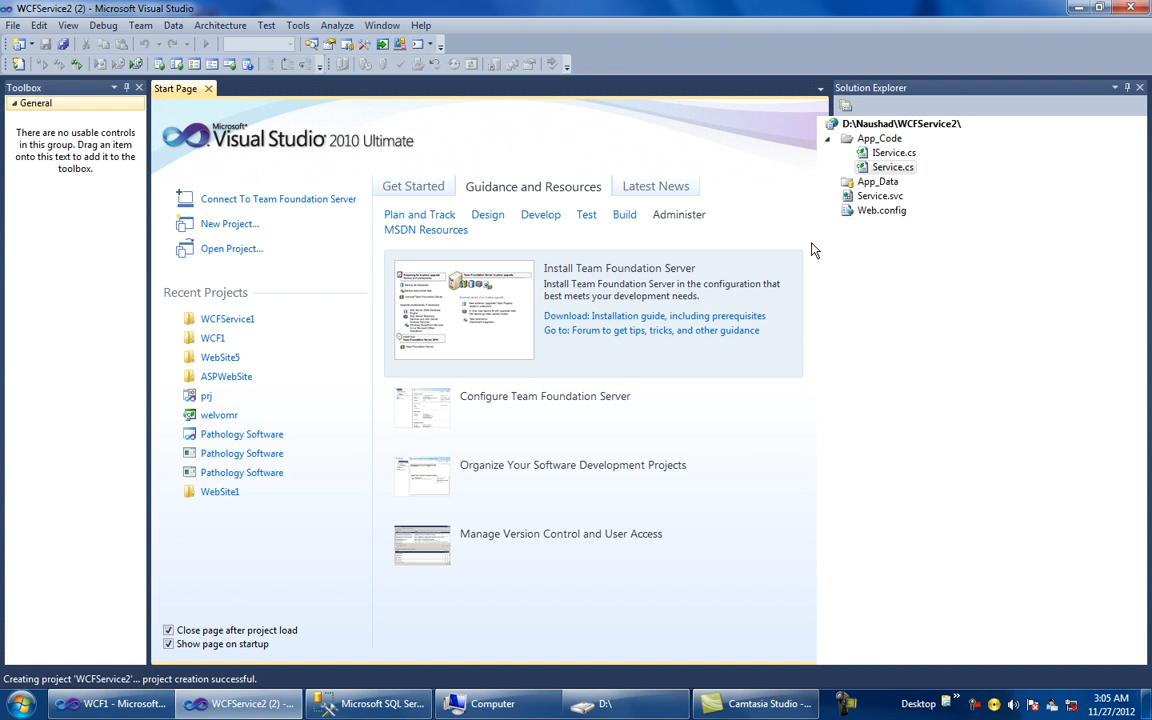 WCFService2 (2) - Microsoft Visual Studio
File Edit View Debug Team Data Architecture Test Tools Analyze Window Help
Toolbox
General
There are no usable controls
in this group. Drag an item
onto this text to add it to the
toolbox.
Start Page
Microsoft®
Visual Studio® 2010 Ultimate
Connect To Team Foundation Server
New Project...
Open Project...
Recent Projects
WCFService1
WCF1
WebSite5
ASPWebSite
prj
welvomr
Pathology Software
Pathology Software
Pathology Software
WebSite1
Close page after project load
Show page on startup
Get Started Guidance and Resources Latest News
Plan and Track Design Develop Test Build Administer
MSDN Resources
Install Team Foundation Server
Install Team Foundation Server in the configuration that
best meets your development needs.
Download: Installation guide, including prerequisites
Go to: Forum to get tips, tricks, and other guidance
Configure Team Foundation Server
Organize Your Software Development Projects
Manage Version Control and User Access
Solution Explorer
D:\Naushad\WCFService2\
App_Code
IService.cs
Service.cs
App_Data
Service.svc
Web.config
Creating project 'WCFService2'... project creation successful.
WCF1 - Microsoft... WCFService2 (2) -... Microsoft SQL Ser... Computer D:\ Camtasia Studio -... Desktop
3:05 AM
11/27/2012